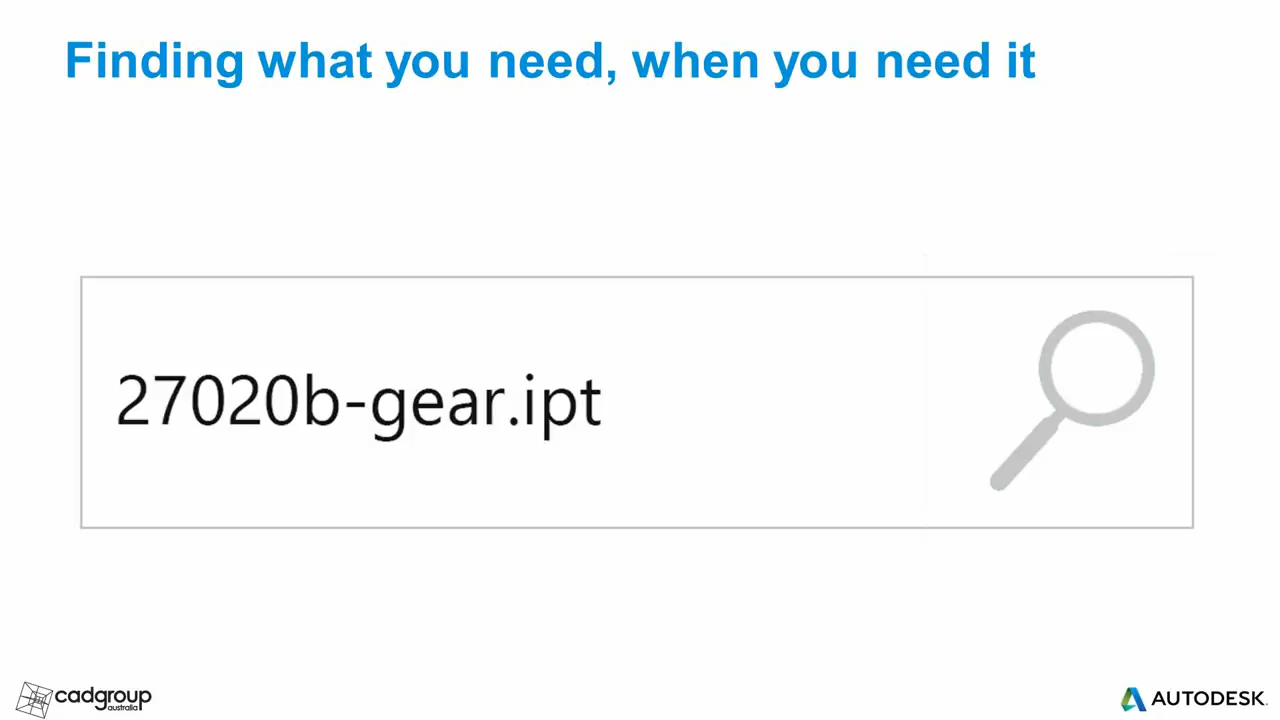 Finding what you need, when you need it
27020b-gear.ipt
cadgroup
australia
AUTODESK.